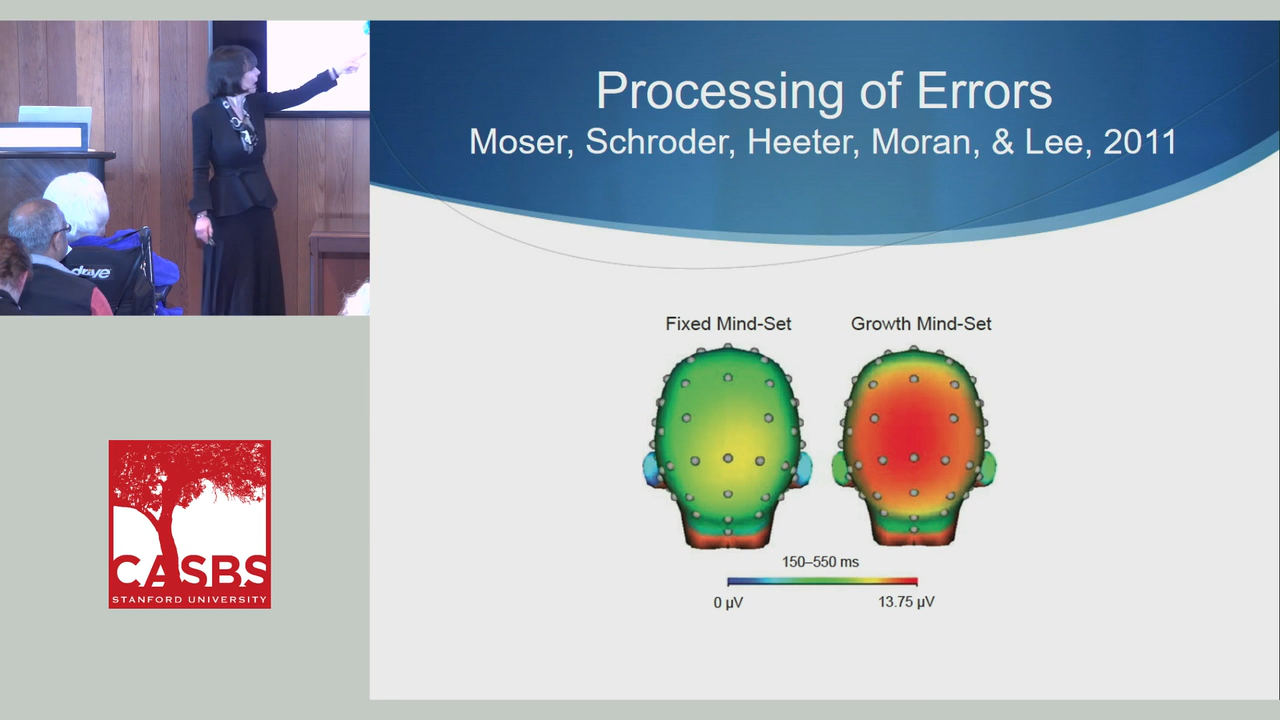 Processing of Errors
Moser, Schroder, Heeter, Moran, & Lee, 2011
Fixed Mind-Set
Growth Mind-Set
150–550 ms
0 µV
13.75 µV
drive
CASBS
STANFORD UNIVERSITY